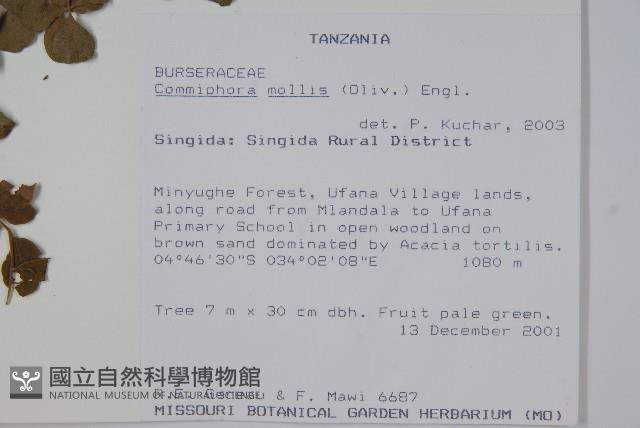 TANZANIA
BURSERACEAE
Commiphora mollis (Oliv.) Engl.
det. P. Kuchar, 2003
Singida: Singida Rural District
Minyughe Forest, Ufana Village lands,
along road from Mlandala to Ufana
Primary School in open woodland on
brown sand dominated by Acacia tortilis.
04°46'30"S 034°02'08"E 1080 m
Tree 7 m x 30 cm dbh. Fruit pale green.
13 December 2001
國立自然科學博物館
NATIONAL MUSEUM OF NATURAL SCIENCE
& F. Mawi 6687
MISSOURI BOTANICAL GARDEN HERBARIUM (MO)